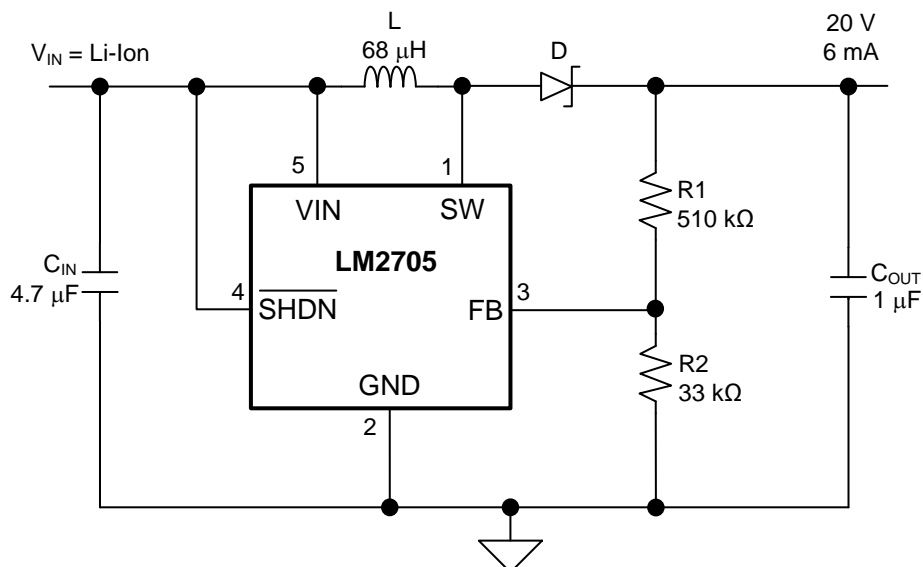 L
68 μH
V_IN = Li-Ion
D
20 V
6 mA
5
1
VIN
SW
R1
510 kΩ
LM2705
C_IN
4.7 μF
4
SHDN
FB
3
C_OUT
1 μF
R2
33 kΩ
GND
2